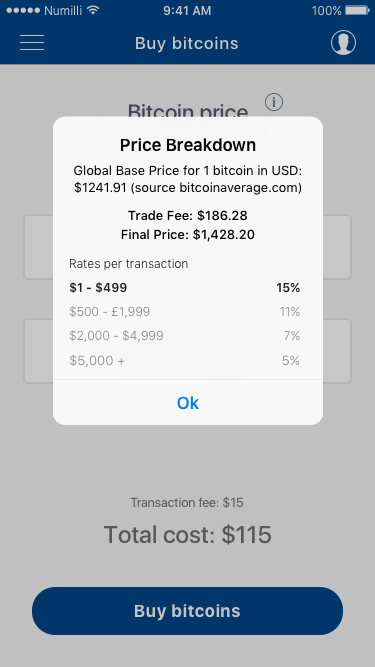 Numilli 9:41 AM 100%
Buy bitcoins
Bitcoin price i
Price Breakdown
Global Base Price for 1 bitcoin in USD:
$1241.91 (source bitcoinaverage.com)
Trade Fee: $186.28
Final Price: $1,428.20
Rates per transaction
$1 - $499 15%
$500 - £1,999 11%
$2,000 - $4,999 7%
$5,000 + 5%
Ok
Transaction fee: $15
Total cost: $115
Buy bitcoins